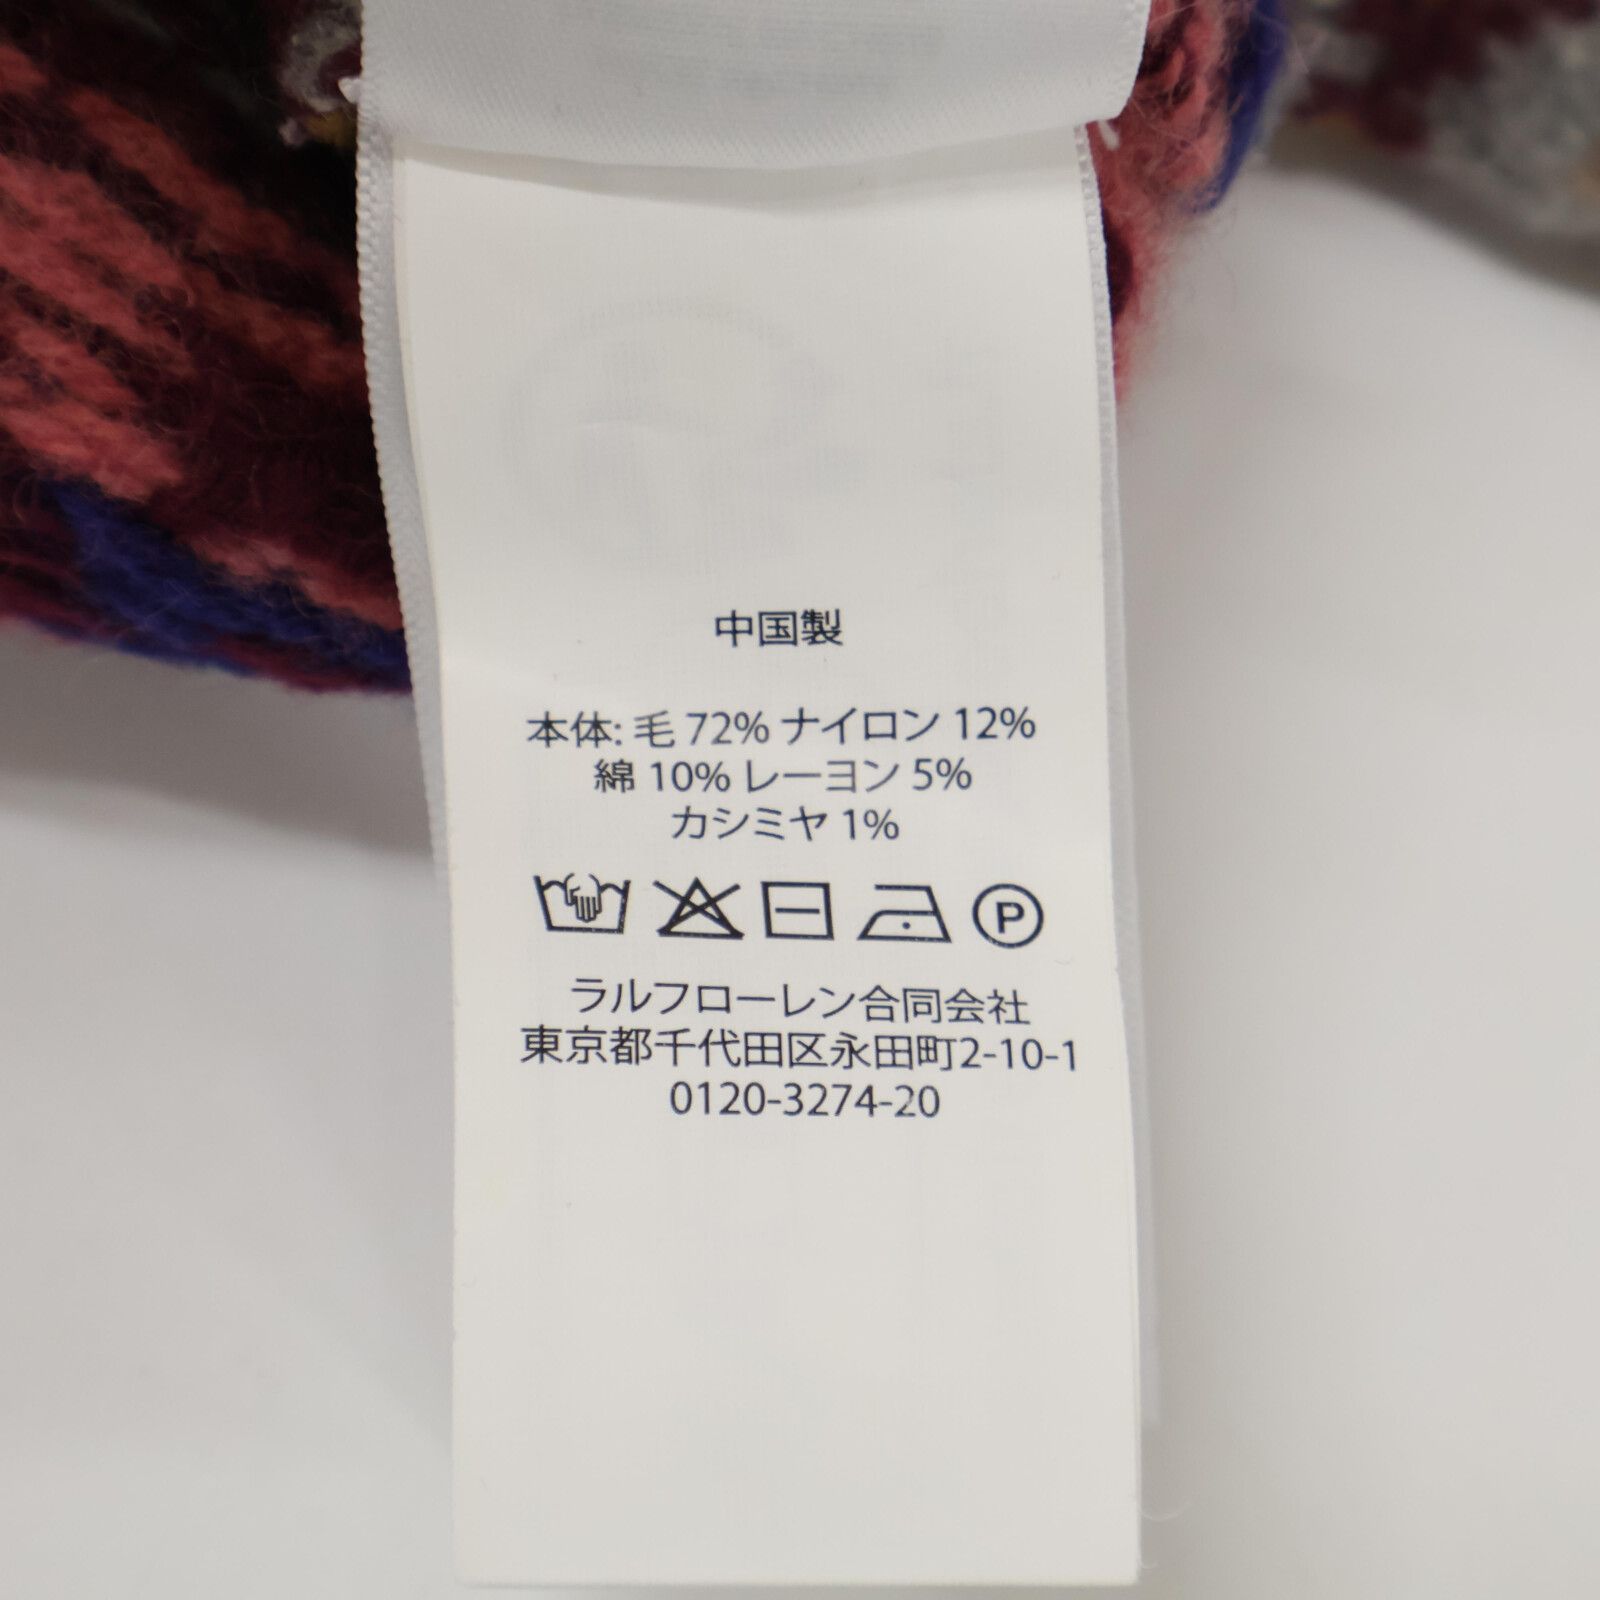 中国製
本体: 毛 72% ナイロン 12%
綿 10% レーヨン 5%
カシミヤ 1%
P
ラルフローレン合同会社
東京都千代田区永田町2-10-1
0120-3274-20